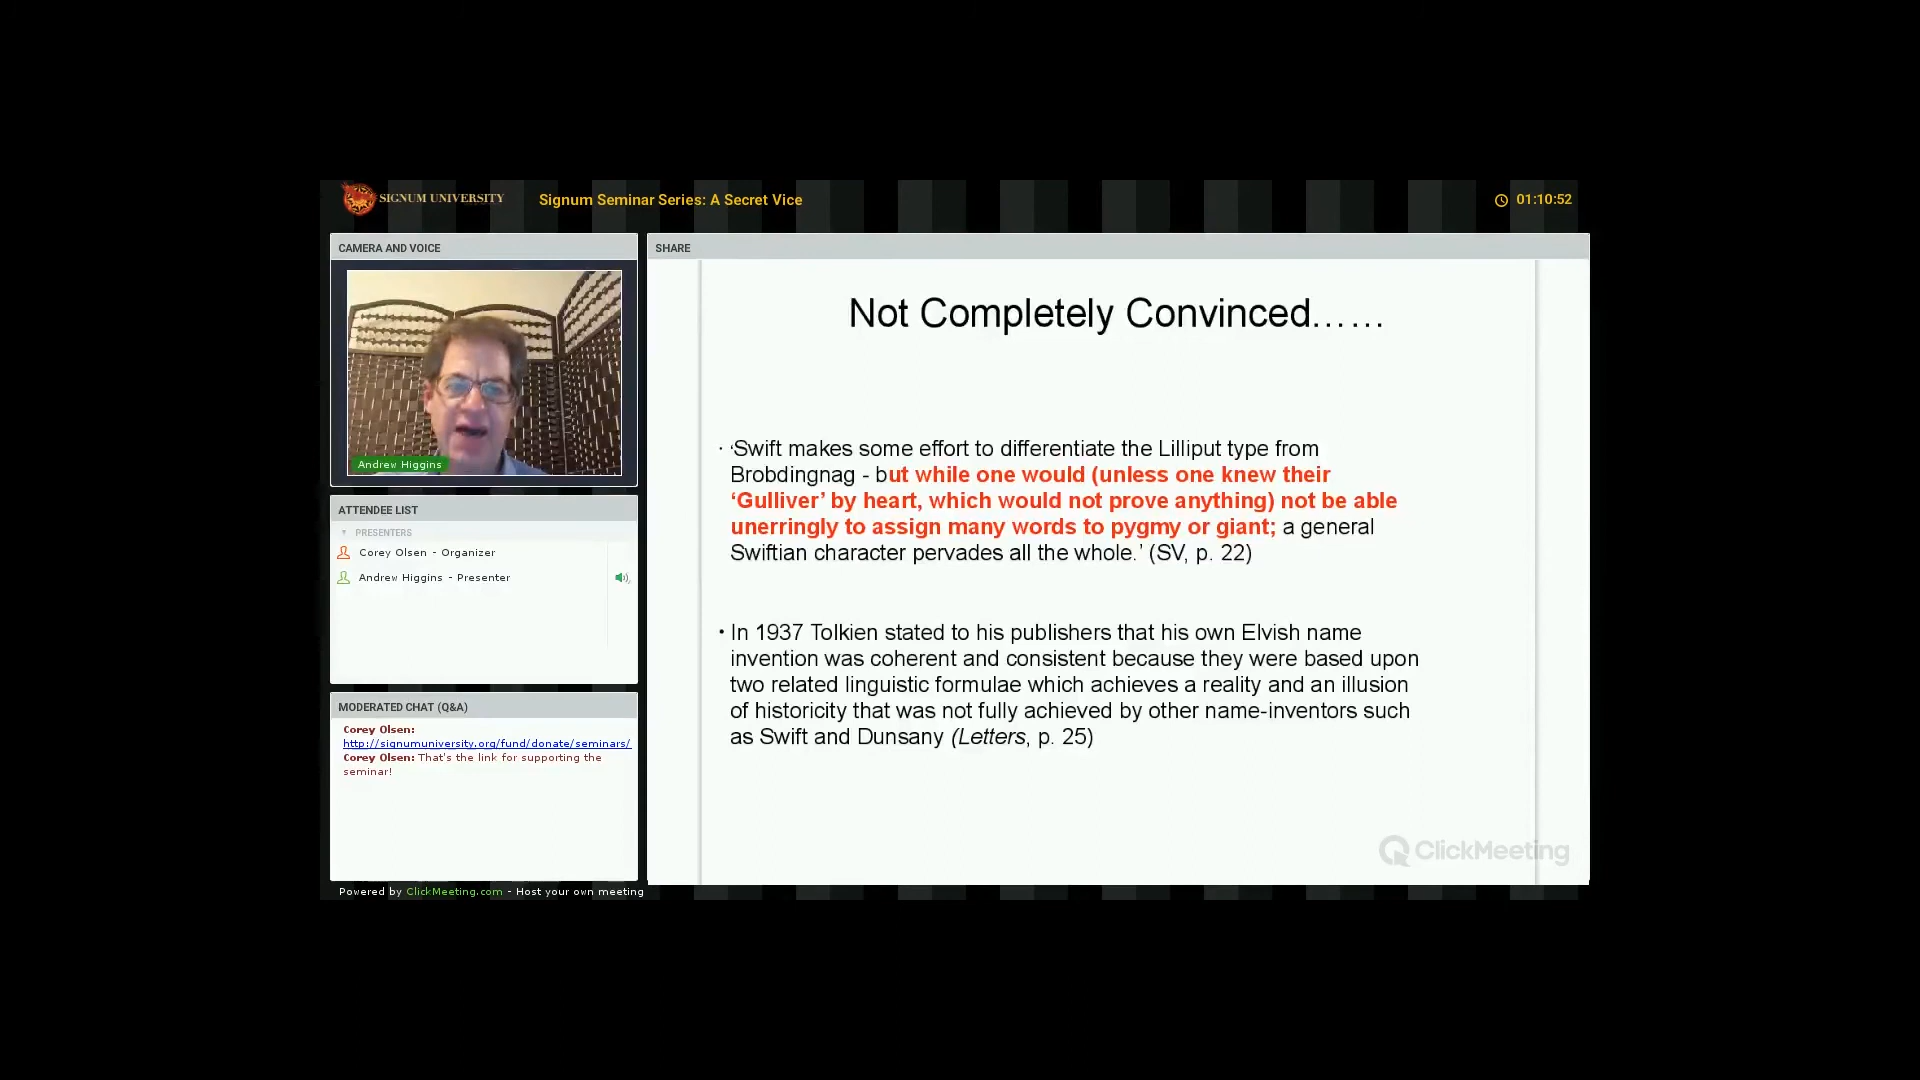 SIGNUM UNIVERSITY
Signum Seminar Series: A Secret Vice
01:10:52
CAMERA AND VOICE
Andrew Higgins
ATTENDEE LIST
PRESENTERS
Corey Olsen - Organizer
Andrew Higgins - Presenter
MODERATED CHAT (Q&A)
Corey Olsen:
http://signumuniversity.org/fund/donate/seminars/
Corey Olsen: That's the link for supporting the
seminar!
Powered by ClickMeeting.com - Host your own meeting
SHARE
Not Completely Convinced……
· ‘Swift makes some effort to differentiate the Lilliput type from
Brobdingnag - but while one would (unless one knew their
‘Gulliver’ by heart, which would not prove anything) not be able
unerringly to assign many words to pygmy or giant; a general
Swiftian character pervades all the whole.’ (SV, p. 22)
• In 1937 Tolkien stated to his publishers that his own Elvish name
invention was coherent and consistent because they were based upon
two related linguistic formulae which achieves a reality and an illusion
of historicity that was not fully achieved by other name-inventors such
as Swift and Dunsany (Letters, p. 25)
ClickMeeting